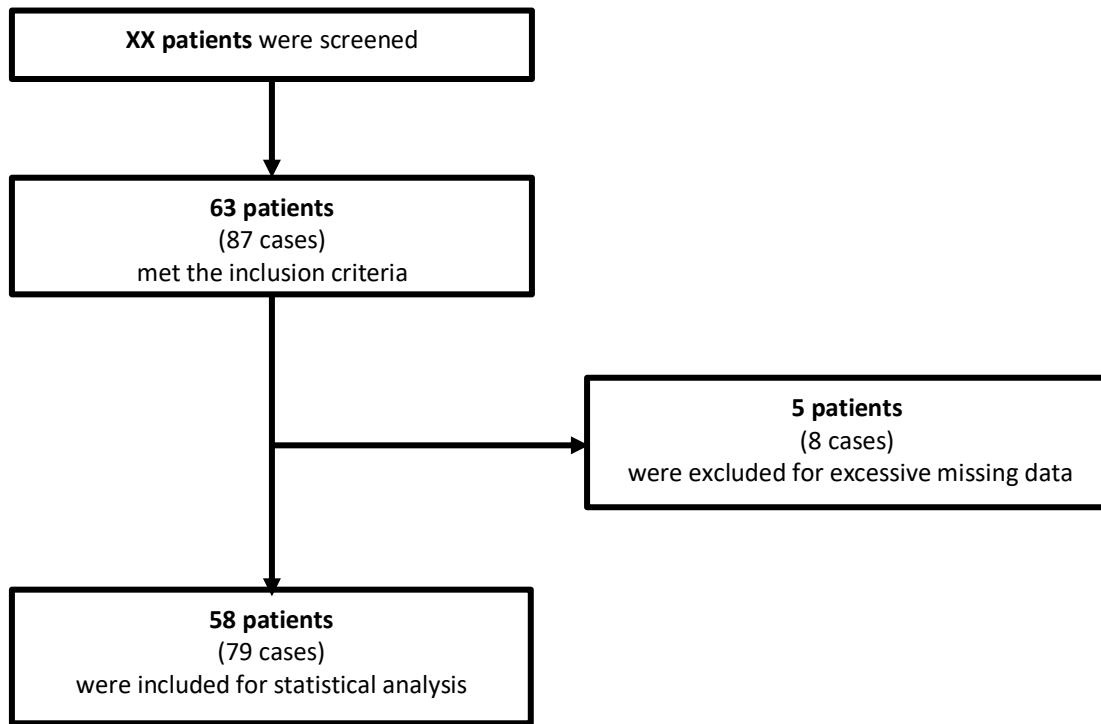 XX patients were screened
63 patients
(87 cases)
met the inclusion criteria
5 patients
(8 cases)
were excluded for excessive missing data
58 patients
(79 cases)
were included for statistical analysis